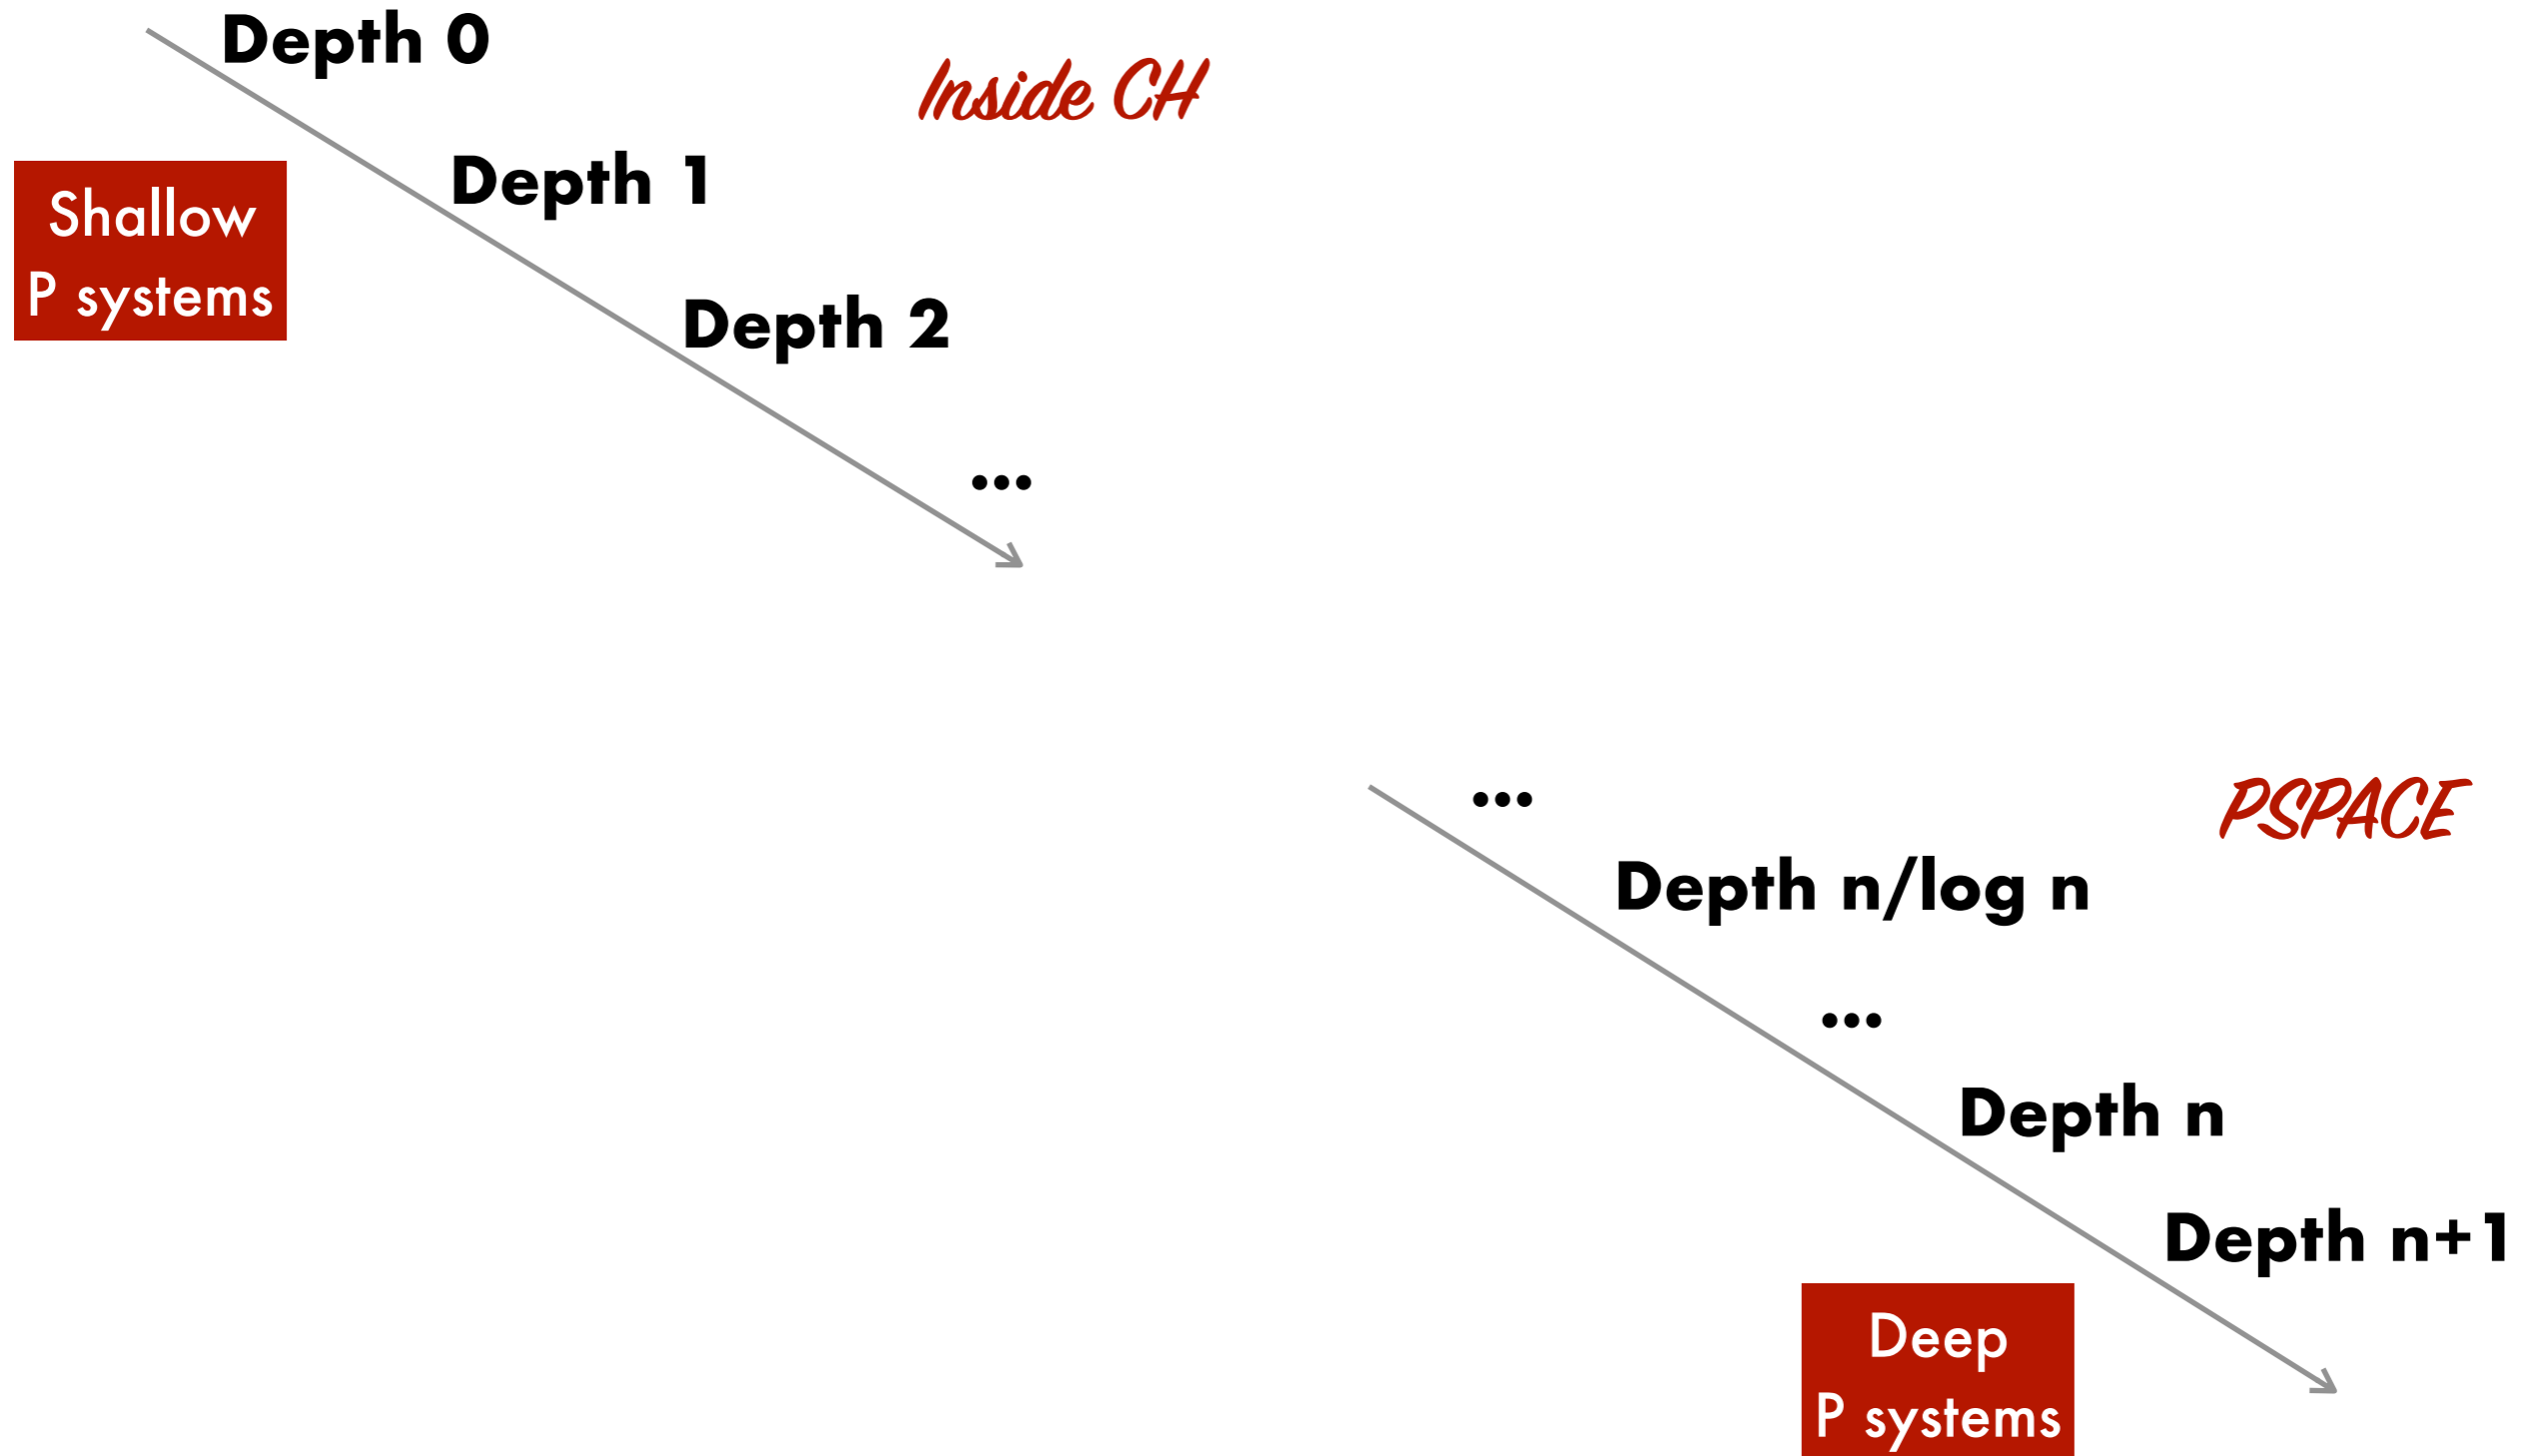 Depth 0
Inside CH
Depth 1
Shallow
P systems
Depth 2
...
...
PSPACE
Depth n/log n
...
Depth n
Depth n+1
Deep
P systems